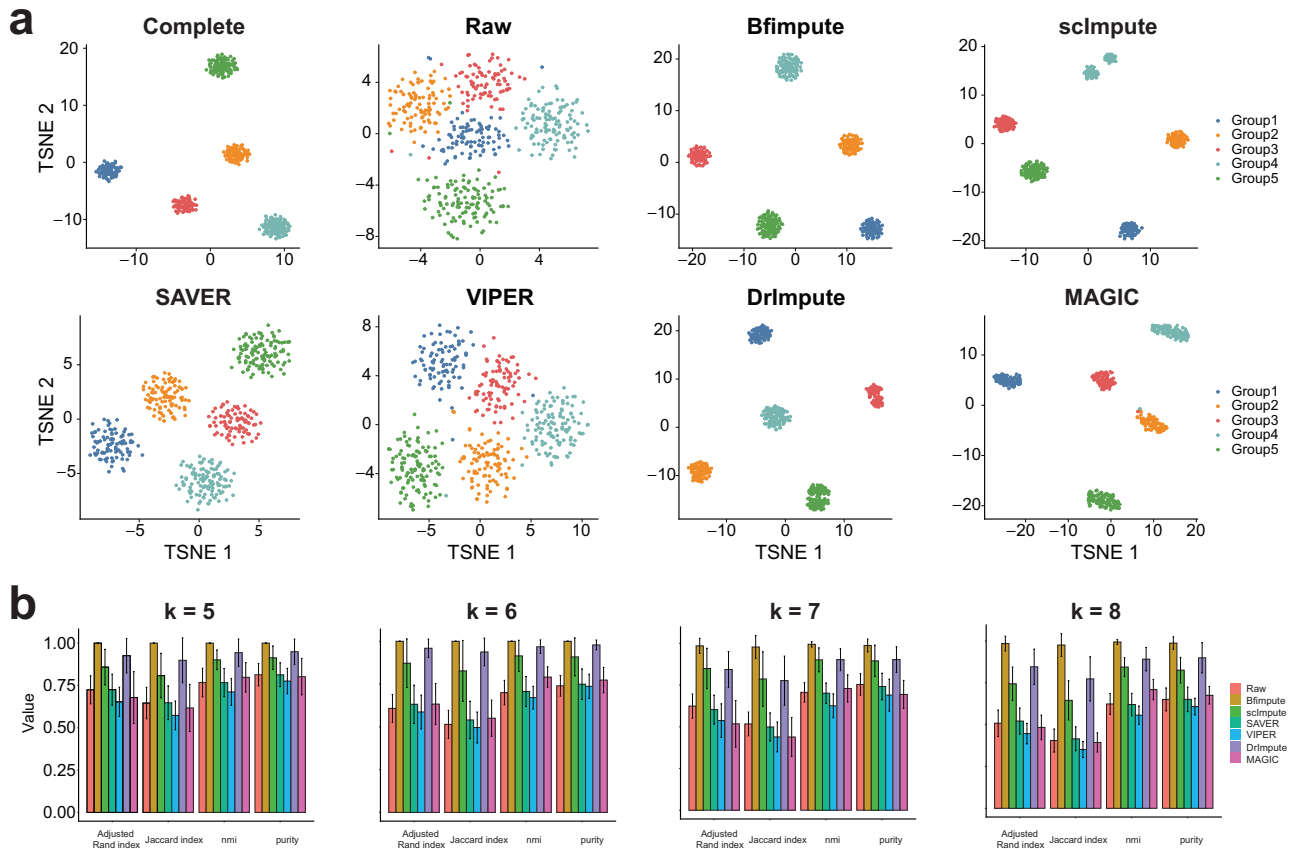 a
Complete
Raw
Bfimpute
scImpute
TSNE 2
20
10
0
−10
−10
0
10
4
0
−4
−8
−4
0
4
20
10
0
−10
−20
−10
0
10
20
10
0
−10
−20
−10
0
10
Group1
Group2
Group3
Group4
Group5
SAVER
VIPER
DrImpute
MAGIC
TSNE 2
5
0
−5
−5
0
5
TSNE 1
8
4
0
−4
−5
0
5
10
TSNE 1
20
10
0
−10
−10
0
10
TSNE 1
10
0
−10
−20
−20
−10
0
10
20
TSNE 1
Group1
Group2
Group3
Group4
Group5
b
k = 5
k = 6
k = 7
k = 8
Value
1.00
0.75
0.50
0.25
0.00
Adjusted
Rand index
Jaccard index
nmi
purity
Adjusted
Rand index
Jaccard index
nmi
purity
Adjusted
Rand index
Jaccard index
nmi
purity
Adjusted
Rand index
Jaccard index
nmi
purity
Raw
Bfimpute
scImpute
SAVER
VIPER
DrImpute
MAGIC